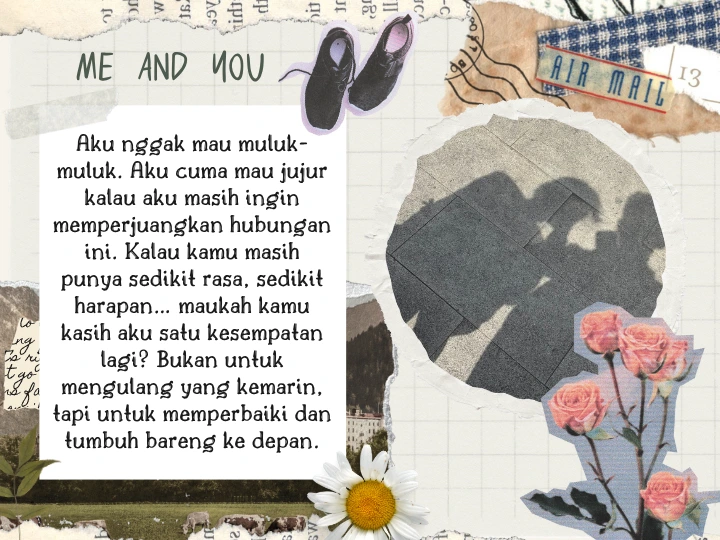 ME AND YOU
AIR MAIL
13
Aku nggak mau muluk-
muluk. Aku cuma mau jujur
kalau aku masih ingin
memperjuangkan hubungan
ini. Kalau kamu masih
punya sedikit rasa, sedikit
harapan... maukah kamu
kasih aku satu kesempatan
lagi? Bukan untuk
mengulang yang kemarin,
tapi untuk memperbaiki dan
tumbuh bareng ke depan.